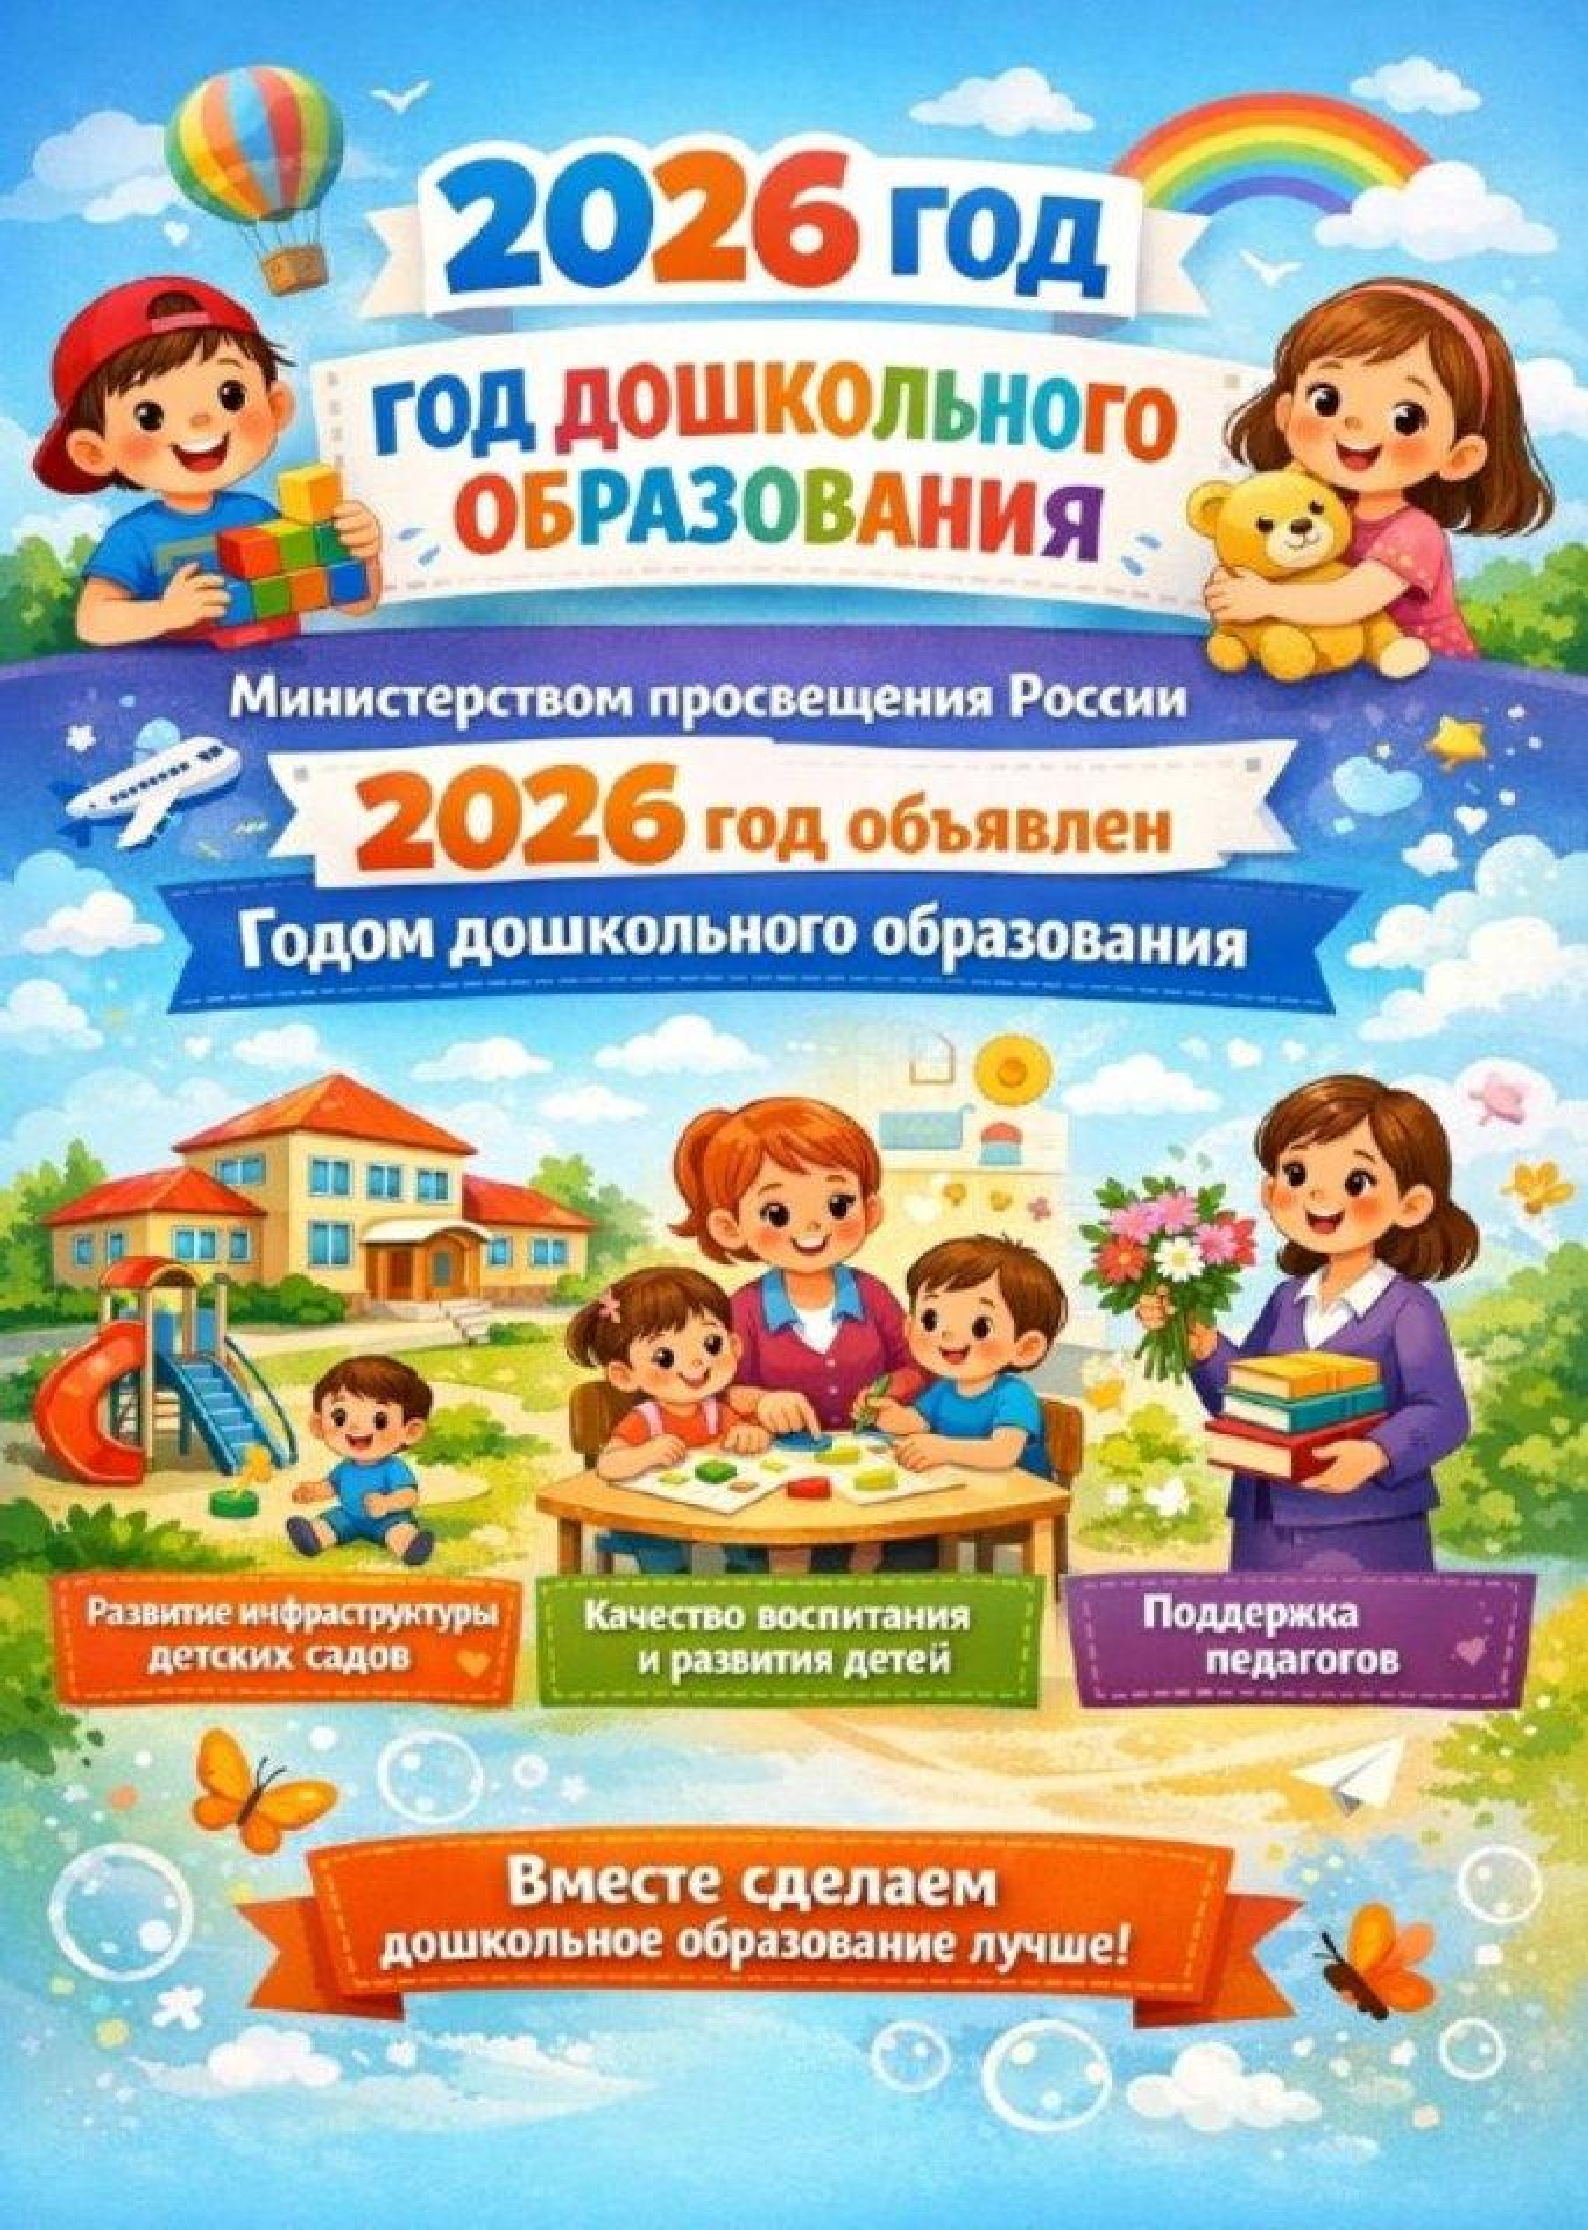 2026 год
ГОД ДОШКОЛЬНОГО
ОБРАЗОВАНИЯ
Министерством просвещения России
2026 год объявлен
Годом дошкольного образования
Развитие инфраструктуры
детских садов
Качество воспитания
и развития детей
Поддержка
педагогов
Вместе сделаем
дошкольное образование лучше!